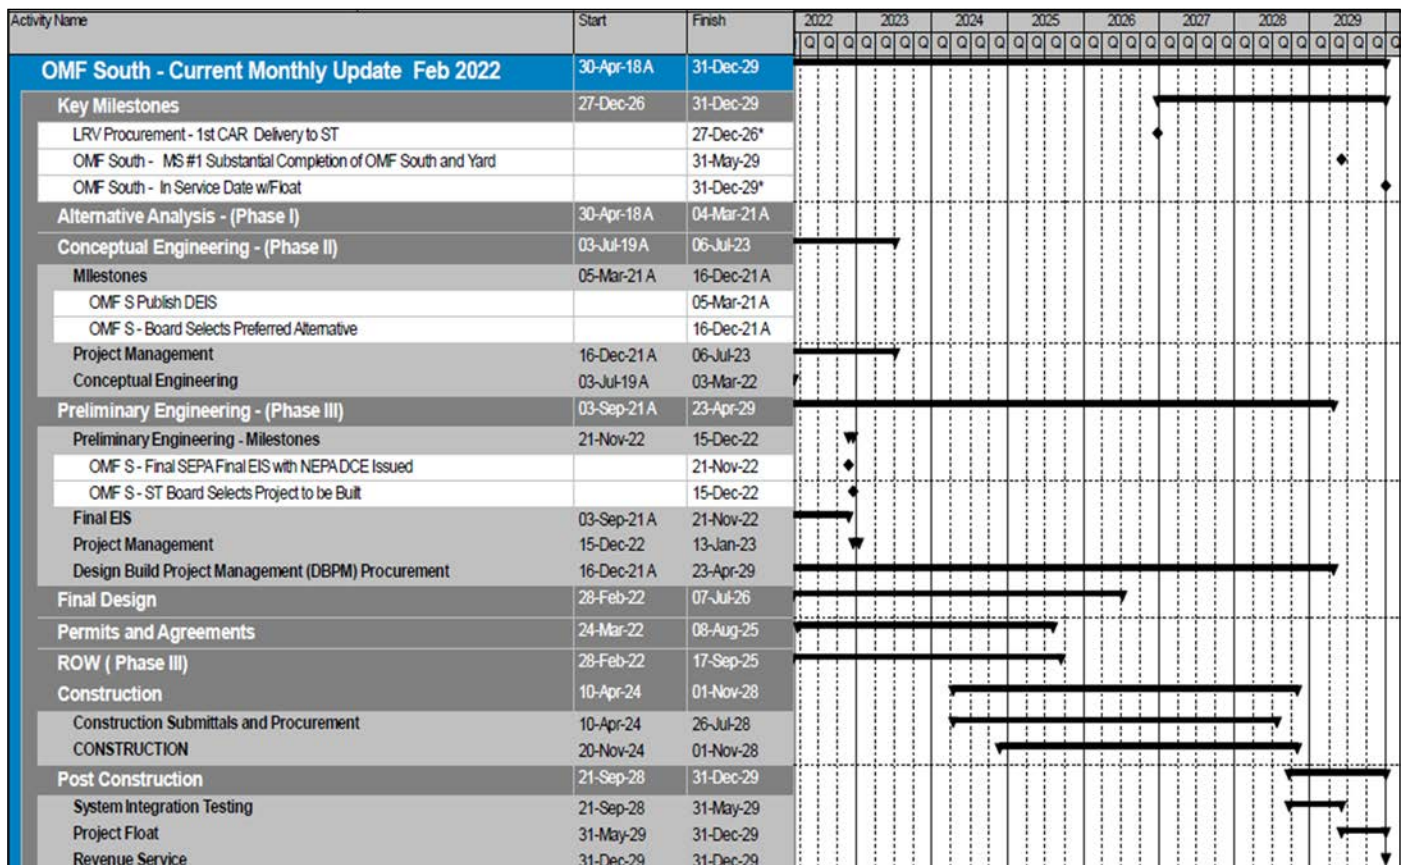 Activity Name Start Finish 2022 2023 2024 2025 2026 2027 2028 2029
Q Q Q Q Q Q Q Q Q Q Q Q Q Q Q Q Q Q Q Q Q Q Q Q Q Q Q Q Q Q Q Q
OMF South - Current Monthly Update Feb 2022 30-Apr-18 A 31-Dec-29
Key Milestones 27-Dec-26 31-Dec-29
LRV Procurement - 1st CAR Delivery to ST 27-Dec-26*
OMF South - MS #1 Substantial Completion of OMF South and Yard 31-May-29
OMF South - In Service Date w/Float 31-Dec-29*
Alternative Analysis - (Phase I) 30-Apr-18 A 04-Mar-21 A
Conceptual Engineering - (Phase II) 03-Jul-19 A 06-Jul-23
Milestones 05-Mar-21 A 16-Dec-21 A
OMF S Publish DEIS 05-Mar-21 A
OMF S - Board Selects Preferred Alternative 16-Dec-21 A
Project Management 16-Dec-21 A 06-Jul-23
Conceptual Engineering 03-Jul-19 A 03-Mar-22
Preliminary Engineering - (Phase III) 03-Sep-21 A 23-Apr-29
Preliminary Engineering - Milestones 21-Nov-22 15-Dec-22
OMF S - Final SEPA Final EIS with NEPA DCE Issued 21-Nov-22
OMF S - ST Board Selects Project to be Built 15-Dec-22
Final EIS 03-Sep-21 A 21-Nov-22
Project Management 15-Dec-22 13-Jan-23
Design Build Project Management (DBPM) Procurement 16-Dec-21 A 23-Apr-29
Final Design 28-Feb-22 07-Jul-26
Permits and Agreements 24-Mar-22 08-Aug-25
ROW ( Phase III) 28-Feb-22 17-Sep-25
Construction 10-Apr-24 01-Nov-28
Construction Submittals and Procurement 10-Apr-24 26-Jul-28
CONSTRUCTION 20-Nov-24 01-Nov-28
Post Construction 21-Sep-28 31-Dec-29
System Integration Testing 21-Sep-28 31-May-29
Project Float 31-May-29 31-Dec-29
Revenue Service 31-Dec-29 31-Dec-29